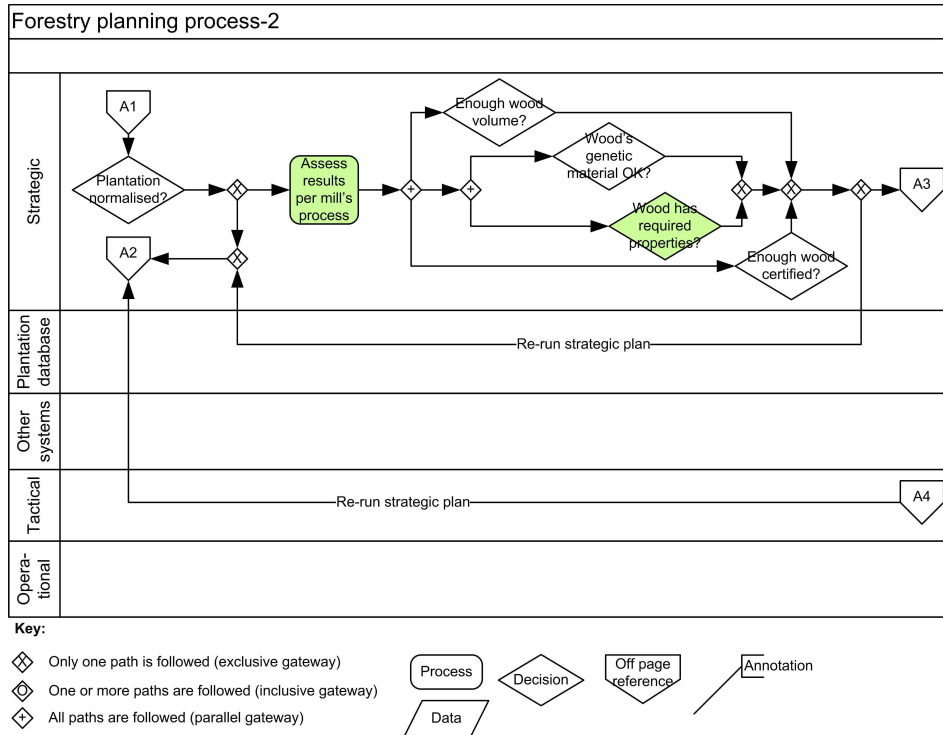 Forestry planning process-2
Strategic
A1
Plantation
normalised?
X
Assess
results
per mill's
process
+
+
Enough wood
volume?
Wood's
genetic
material OK?
Wood has
required
properties?
Enough wood
certified?
X
X
X
A3
A2
X
Plantation
database
Re-run strategic plan
Other
systems
Tactical
Re-run strategic plan
A4
Opera-
tional
Key:
X Only one path is followed (exclusive gateway)
O One or more paths are followed (inclusive gateway)
+ All paths are followed (parallel gateway)
Process
Decision
Off page
reference
Annotation
Data